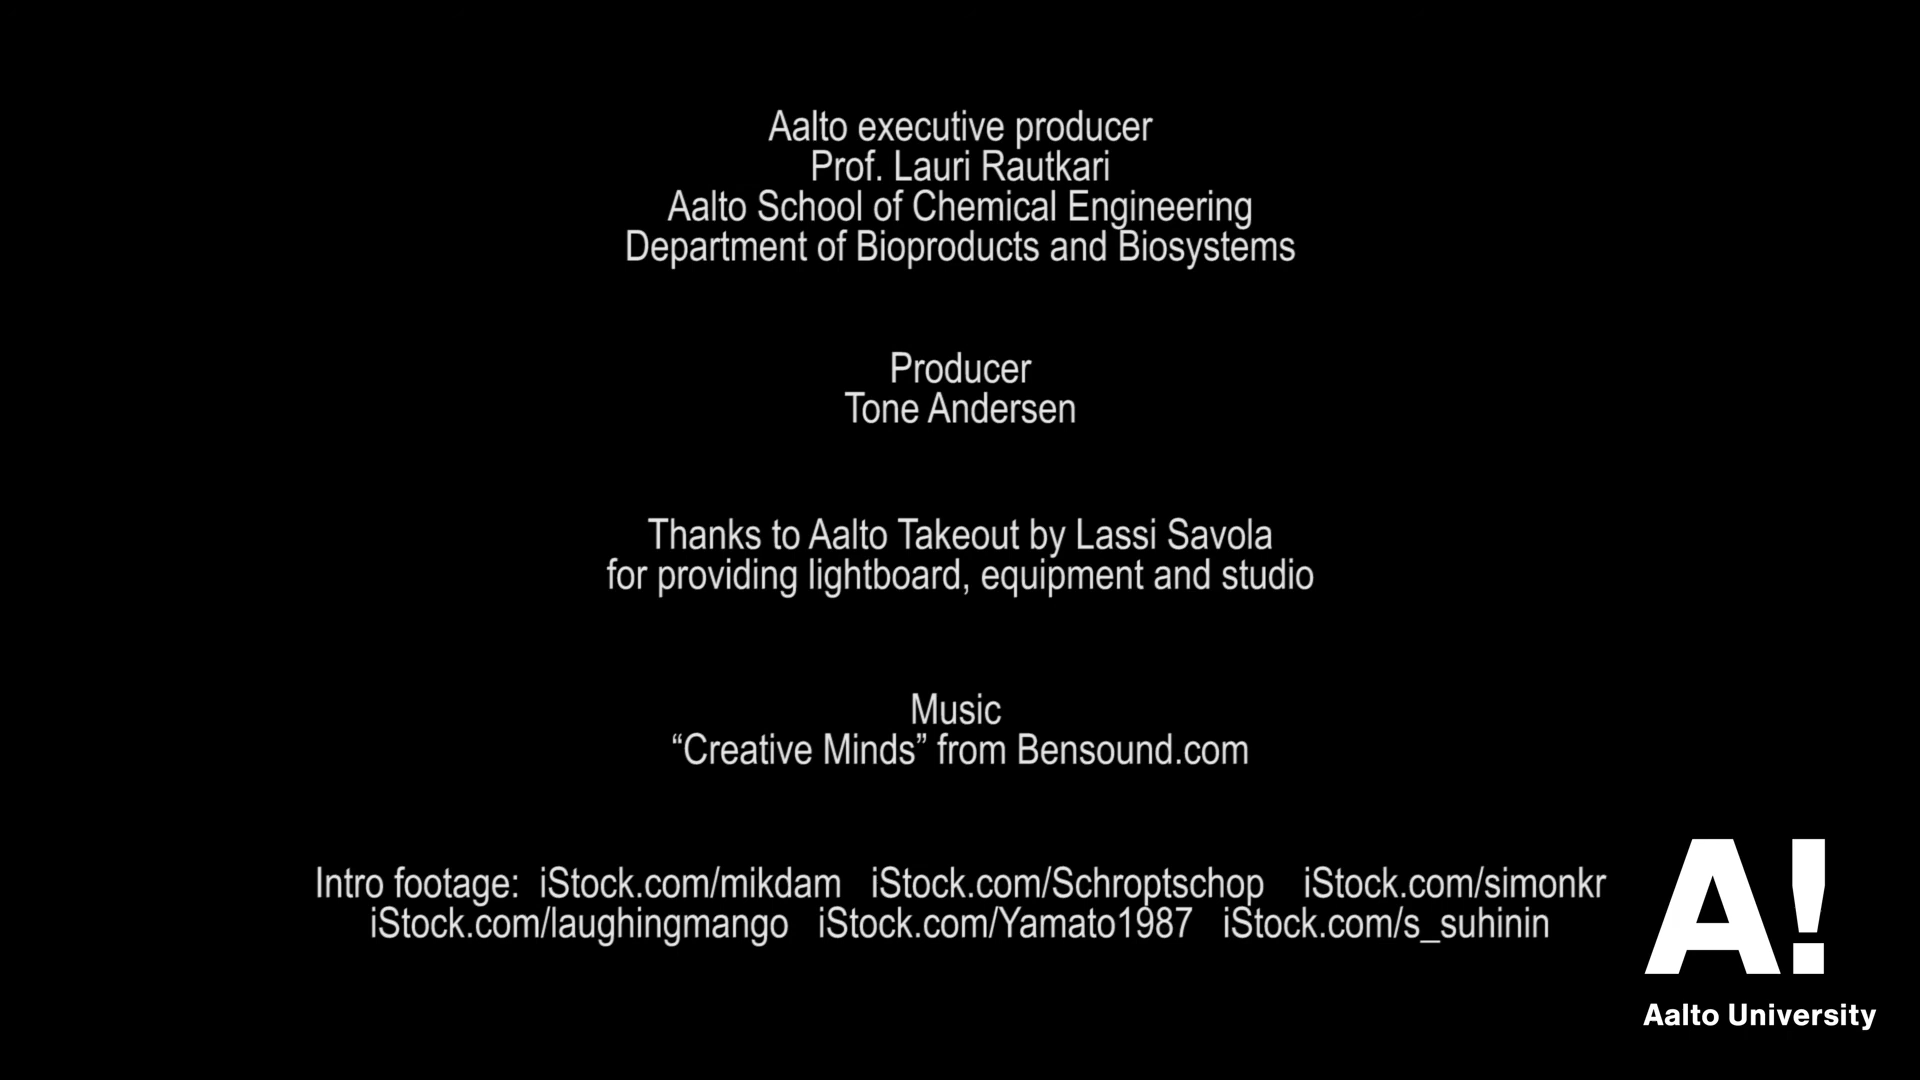 Aalto executive producer
Prof. Lauri Rautkari
Aalto School of Chemical Engineering
Department of Bioproducts and Biosystems
Producer
Tone Andersen
Thanks to Aalto Takeout by Lassi Savola
for providing lightboard, equipment and studio
Music
“Creative Minds” from Bensound.com
Intro footage: iStock.com/mikdam iStock.com/Schroptschop iStock.com/simonkr
iStock.com/laughingmango iStock.com/Yamato1987 iStock.com/s_suhinin
A!
Aalto University